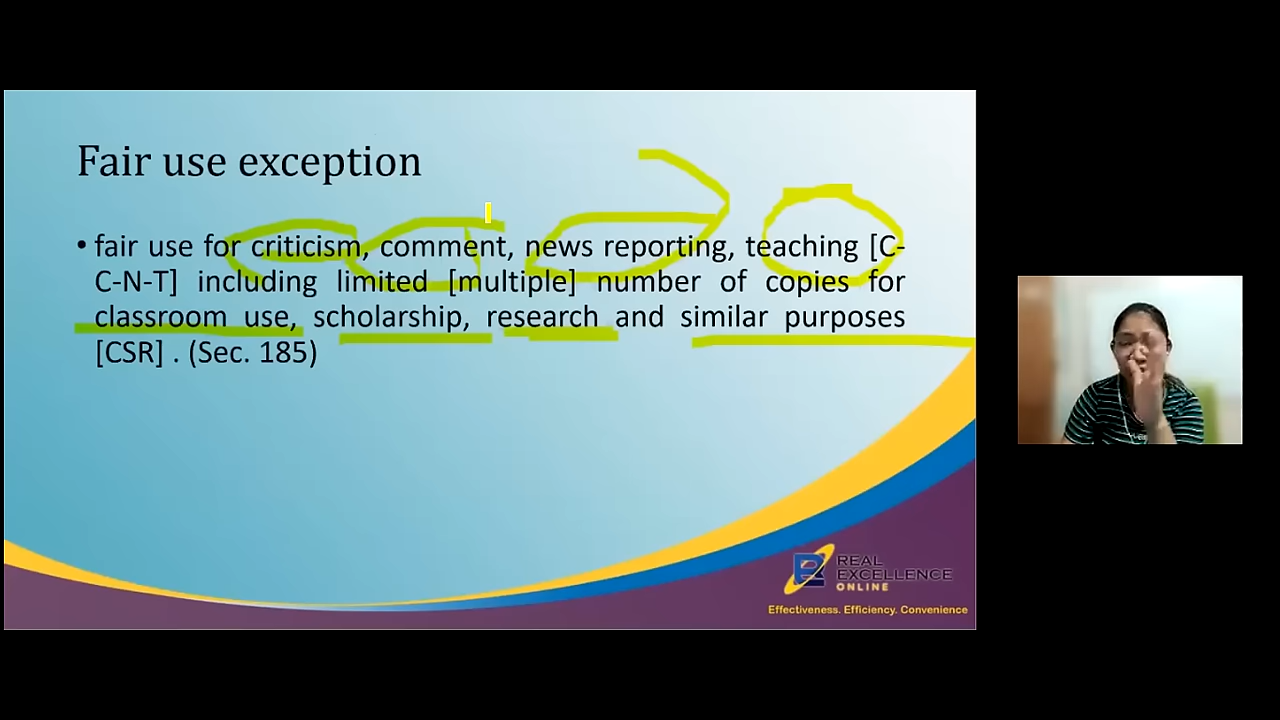 Fair use exception
• fair use for criticism, comment, news reporting, teaching [C-
C-N-T] including limited [multiple] number of copies for
classroom use, scholarship, research and similar purposes
[CSR] . (Sec. 185)
REAL
EXCELLENCE
ONLINE
Effectiveness. Efficiency. Convenience